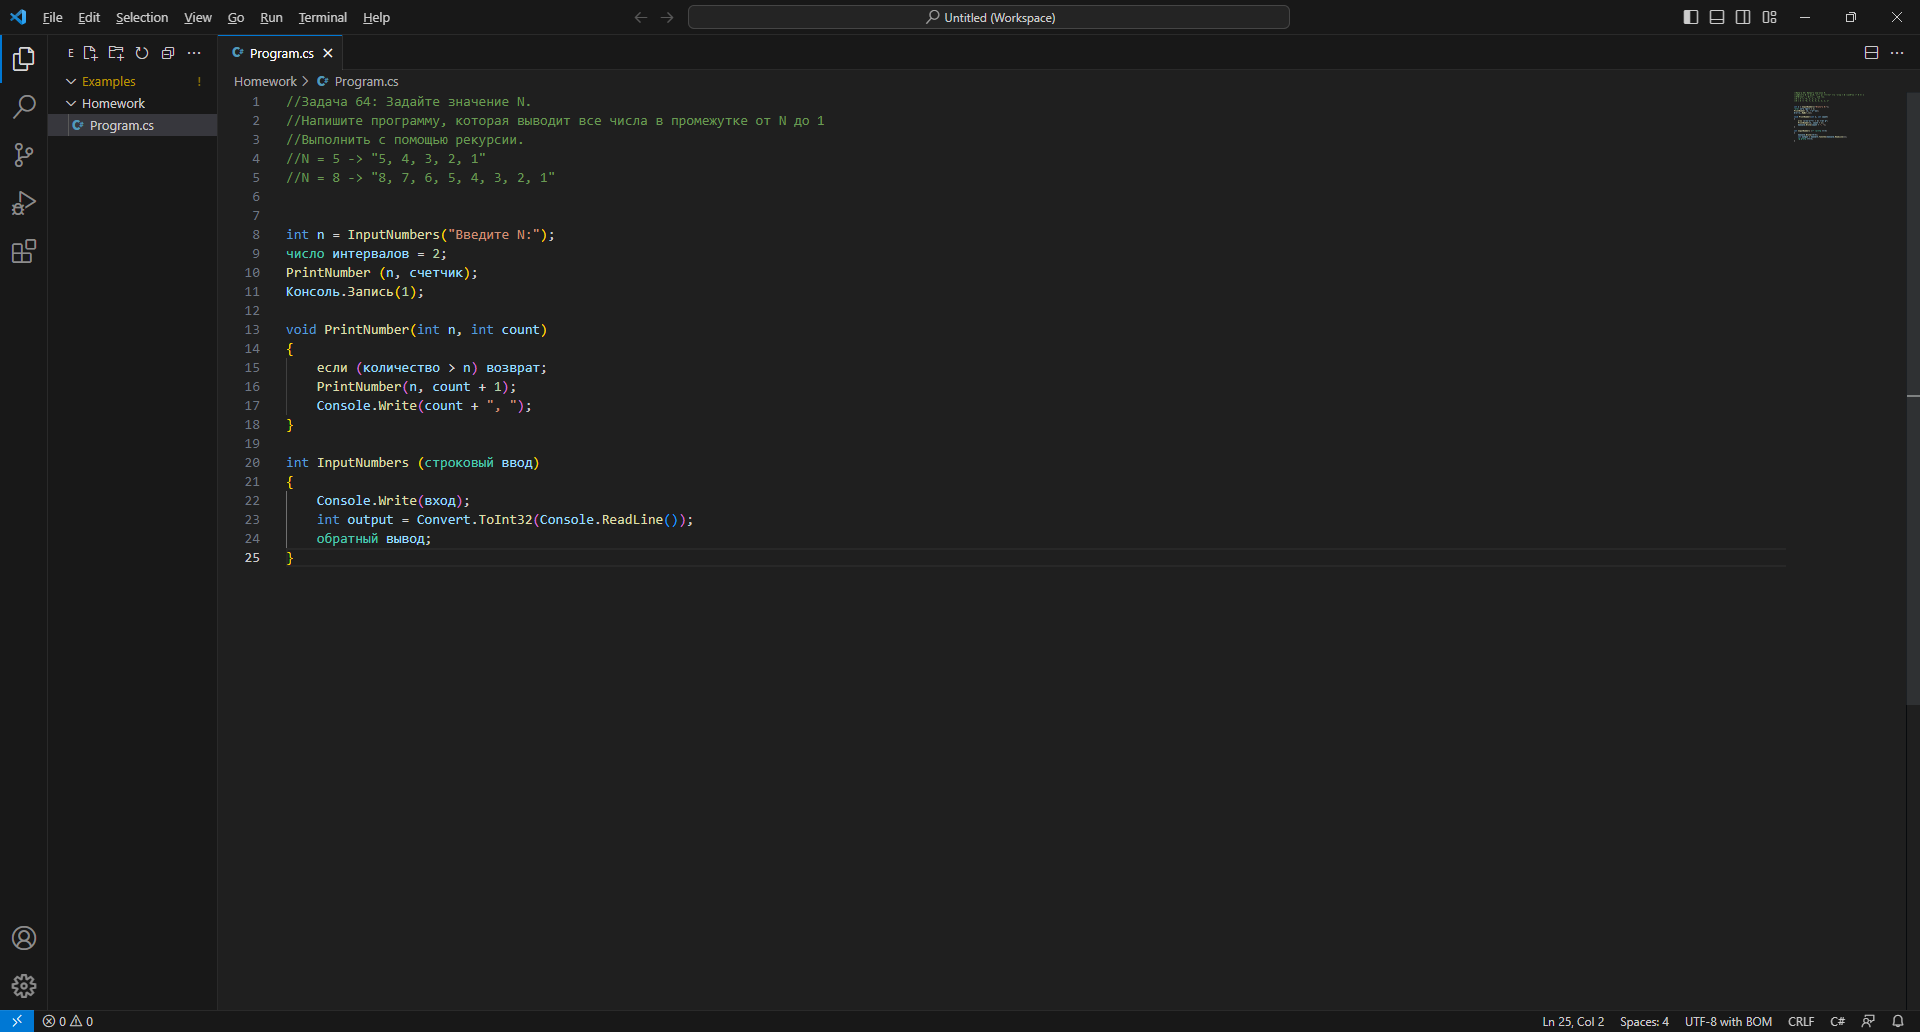 File Edit Selection View Go Run Terminal Help
Untitled (Workspace)
E
Program.cs
Examples !
Homework
Program.cs
Homework > Program.cs
1 //Задача 64: Задайте значение N.
2 //Напишите программу, которая выводит все числа в промежутке от N до 1
3 //Выполнить с помощью рекурсии.
4 //N = 5 -> "5, 4, 3, 2, 1"
5 //N = 8 -> "8, 7, 6, 5, 4, 3, 2, 1"
6
7
8 int n = InputNumbers("Введите N:");
9 число интервалов = 2;
10 PrintNumber (n, счетчик);
11 Консоль.Запись(1);
12
13 void PrintNumber(int n, int count)
14 {
15 если (количество > n) возврат;
16 PrintNumber(n, count + 1);
17 Console.Write(count + ", ");
18 }
19
20 int InputNumbers (строковый ввод)
21 {
22 Console.Write(вход);
23 int output = Convert.ToInt32(Console.ReadLine());
24 обратный вывод;
25 }
0 0 Ln 25, Col 2 Spaces: 4 UTF-8 with BOM CRLF C#